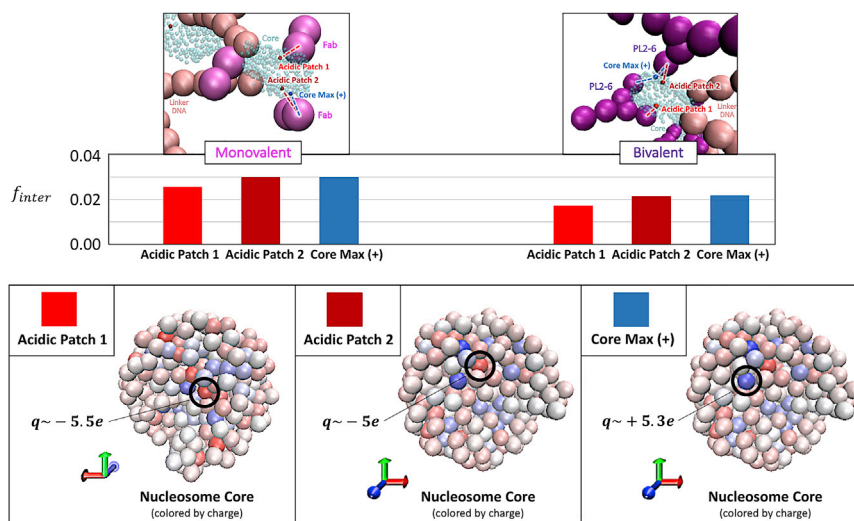 Core
Fab
Acidic Patch 1
Acidic Patch 2
Core Max (+)
Linker
DNA
Fab
PL2-6
Core Max (+)
PL2-6
Acidic Patch 2
Acidic Patch 1
Linker
DNA
Core
Monovalent
Bivalent
0.04
0.02
0.00
f_inter
Acidic Patch 1
Acidic Patch 2
Core Max (+)
Acidic Patch 1
Acidic Patch 2
Core Max (+)
Acidic Patch 1
q~ − 5.5e
Nucleosome Core
(colored by charge)
Acidic Patch 2
q~ − 5e
Nucleosome Core
(colored by charge)
Core Max (+)
q~ + 5.3e
Nucleosome Core
(colored by charge)